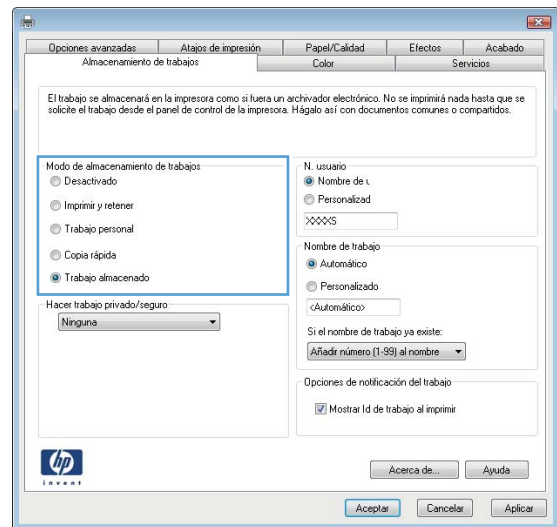 Opciones avanzadas Atajos de impresión Papel/Calidad Efectos Acabado
Almacenamiento de trabajos Color Servicios
El trabajo se almacenará en la impresora como si fuera un archivador electrónico. No se imprimirá nada hasta que se
solicite el trabajo desde el panel de control de la impresora. Hágalo así con documentos comunes o compartidos.
Modo de almacenamiento de trabajos
Desactivado
Imprimir y retener
Trabajo personal
Copia rápida
Trabajo almacenado
Hacer trabajo privado/seguro
Ninguna
N. usuario
Nombre de u
Personalizad
XXXXS
Nombre de trabajo
Automático
Personalizado
<Automático>
Si el nombre de trabajo ya existe:
Añadir número (1-99) al nombre
Opciones de notificación del trabajo
Mostrar Id de trabajo al imprimir
hp
invent
Acerca de... Ayuda
Aceptar Cancelar Aplicar